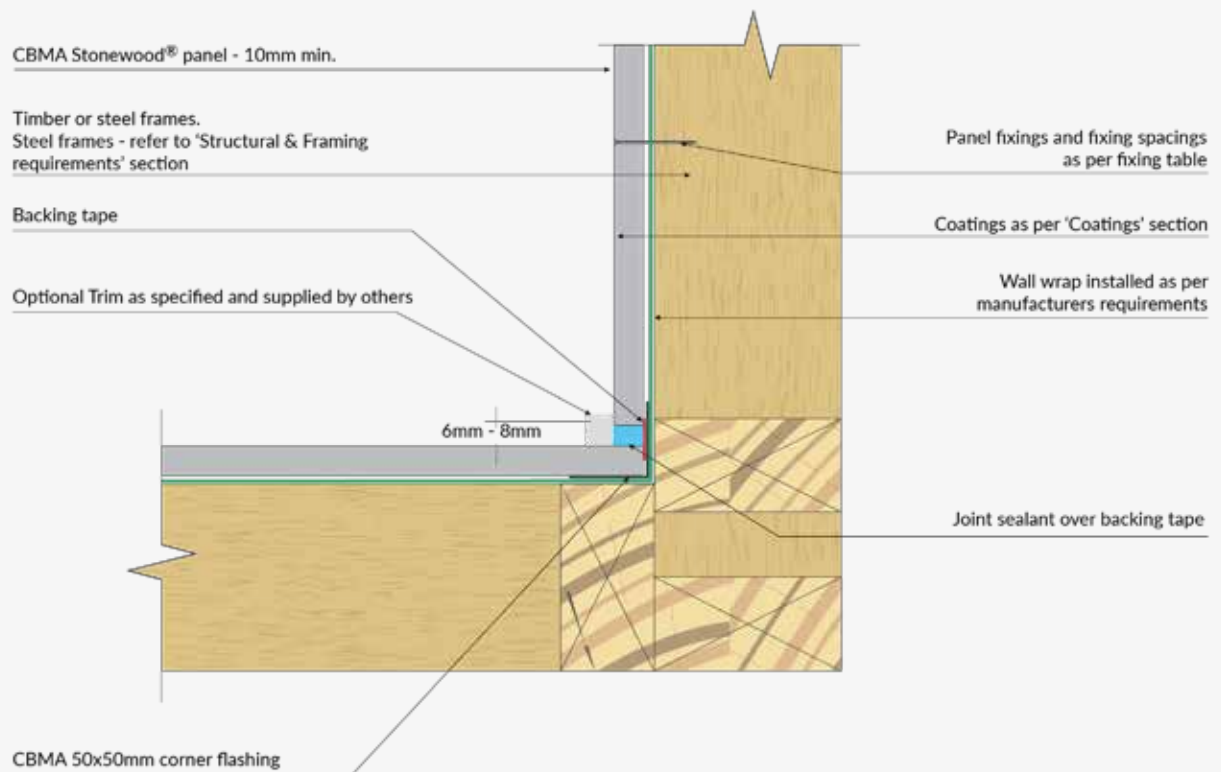 CBMA Stonewood® panel - 10mm min.
Timber or steel frames.
Steel frames - refer to ‘Structural & Framing
requirements’ section
Backing tape
Optional Trim as specified and supplied by others
6mm - 8mm
CBMA 50x50mm corner flashing
Panel fixings and fixing spacings
as per fixing table
Coatings as per ‘Coatings’ section
Wall wrap installed as per
manufacturers requirements
Joint sealant over backing tape